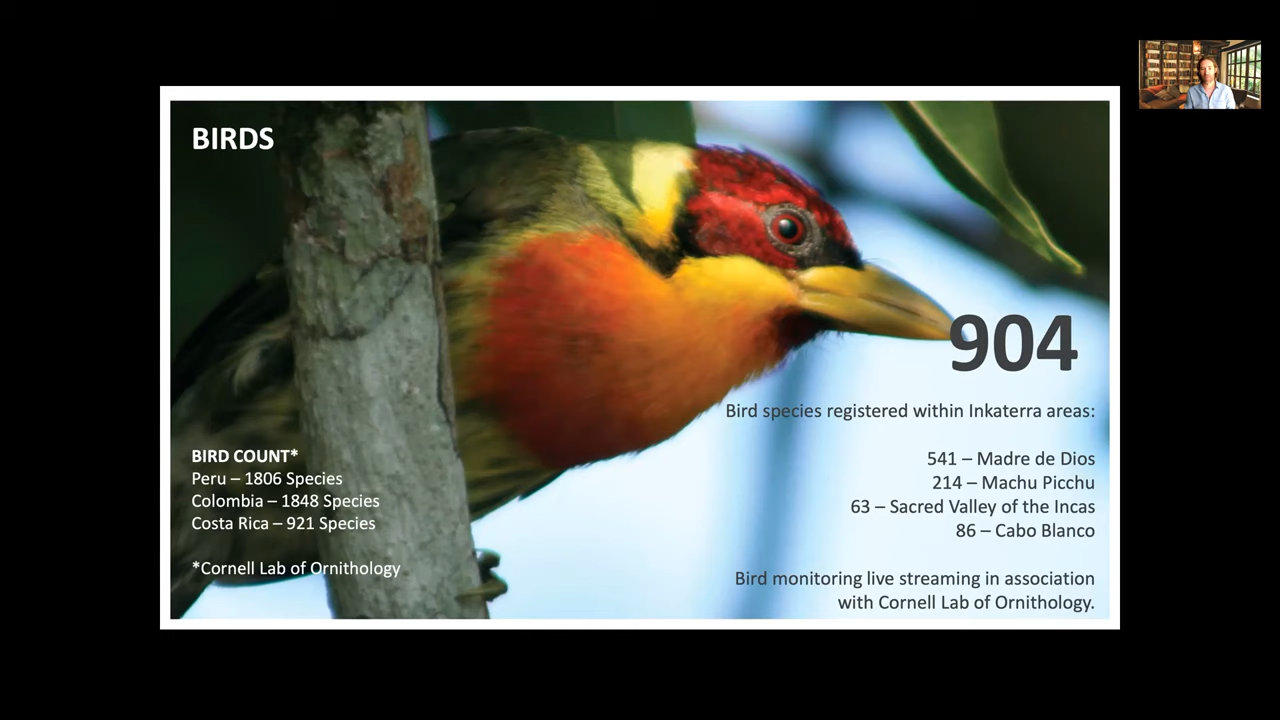 BIRDS
BIRD COUNT*
Peru – 1806 Species
Colombia – 1848 Species
Costa Rica – 921 Species
*Cornell Lab of Ornithology
904
Bird species registered within Inkaterra areas:
541 – Madre de Dios
214 – Machu Picchu
63 – Sacred Valley of the Incas
86 – Cabo Blanco
Bird monitoring live streaming in association
with Cornell Lab of Ornithology.